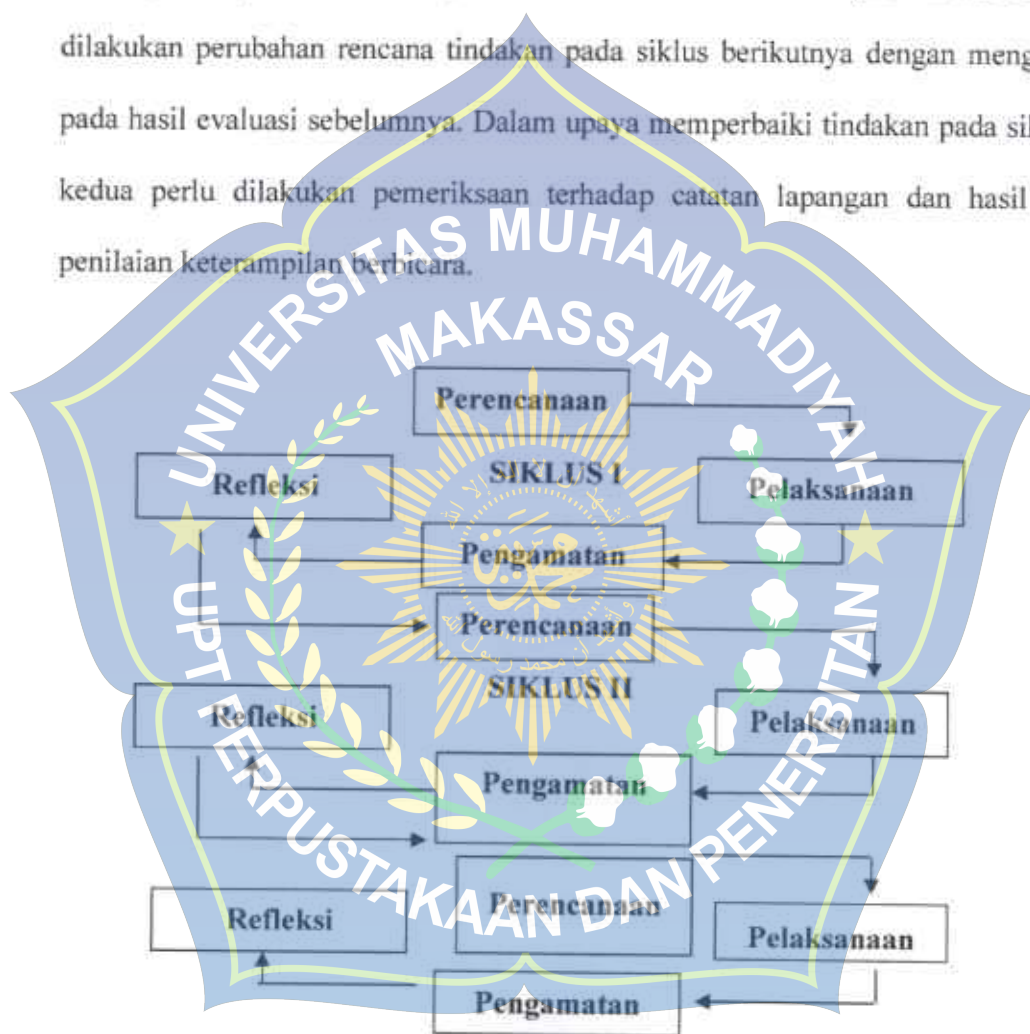 dilakukan perubahan rencana tindakan pada siklus berikutnya dengan meng
pada hasil evaluasi sebelumnya. Dalam upaya memperbaiki tindakan pada sil
kedua perlu dilakukan pemeriksaan terhadap catatan lapangan dan hasil
penilaian keterampilan berbicara.
UNIVERSITAS MUHAMMADIYAH
MAKASSAR
Perencanaan
SIKLUS I
Refleksi
Pelaksanaan
Pengamatan
Perencanaan
SIKLUS II
Refleksi
Pelaksanaan
Pengamatan
Perencanaan
Refleksi
Pelaksanaan
Pengamatan
UPT PERPUSTAKAAN DAN PENERBITAN
محمد